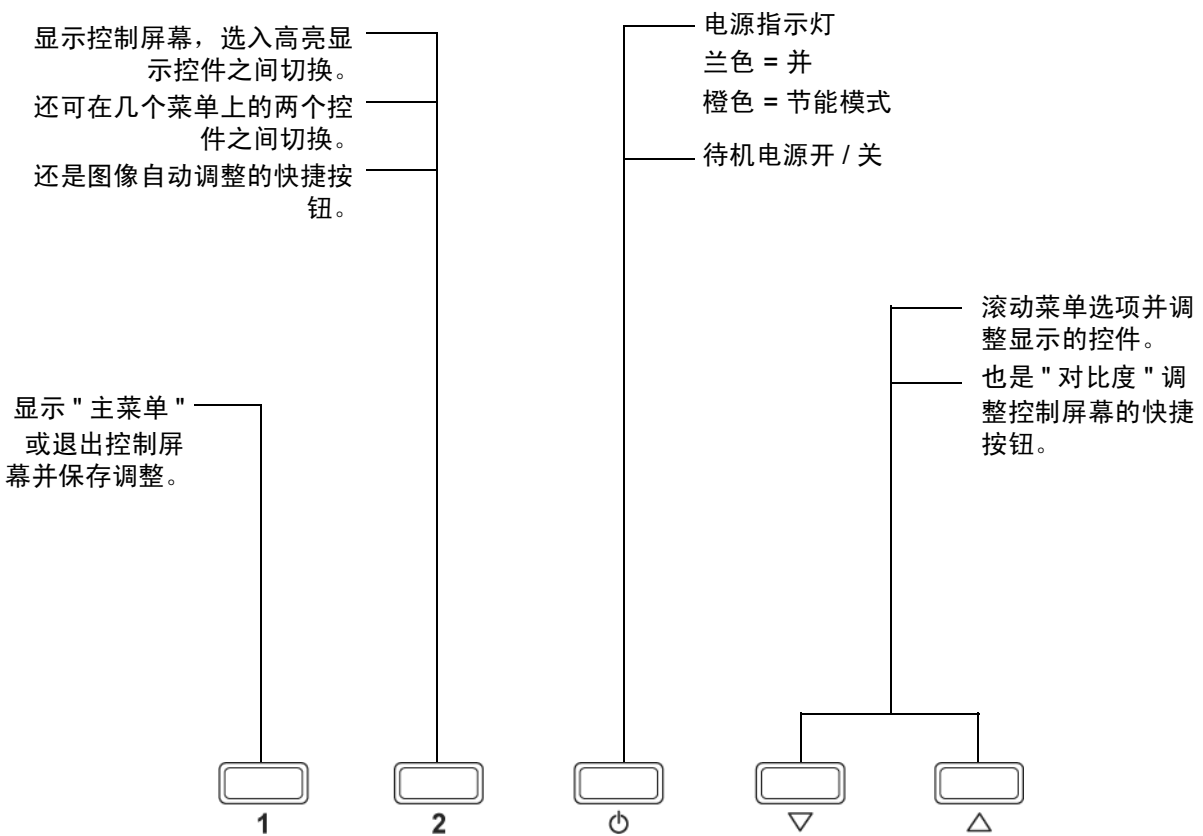 显示控制屏幕，选入高亮显
示控件之间切换。
还可在几个菜单上的两个控
件之间切换。
还是图像自动调整的快捷按
钮。
电源指示灯
兰色 = 并
橙色 = 节能模式
待机电源开 / 关
滚动菜单选项并调
整显示的控件。
也是 " 对比度 " 调
整控制屏幕的快捷
按钮。
显示 " 主菜单 "
或退出控制屏
幕并保存调整。
1
2